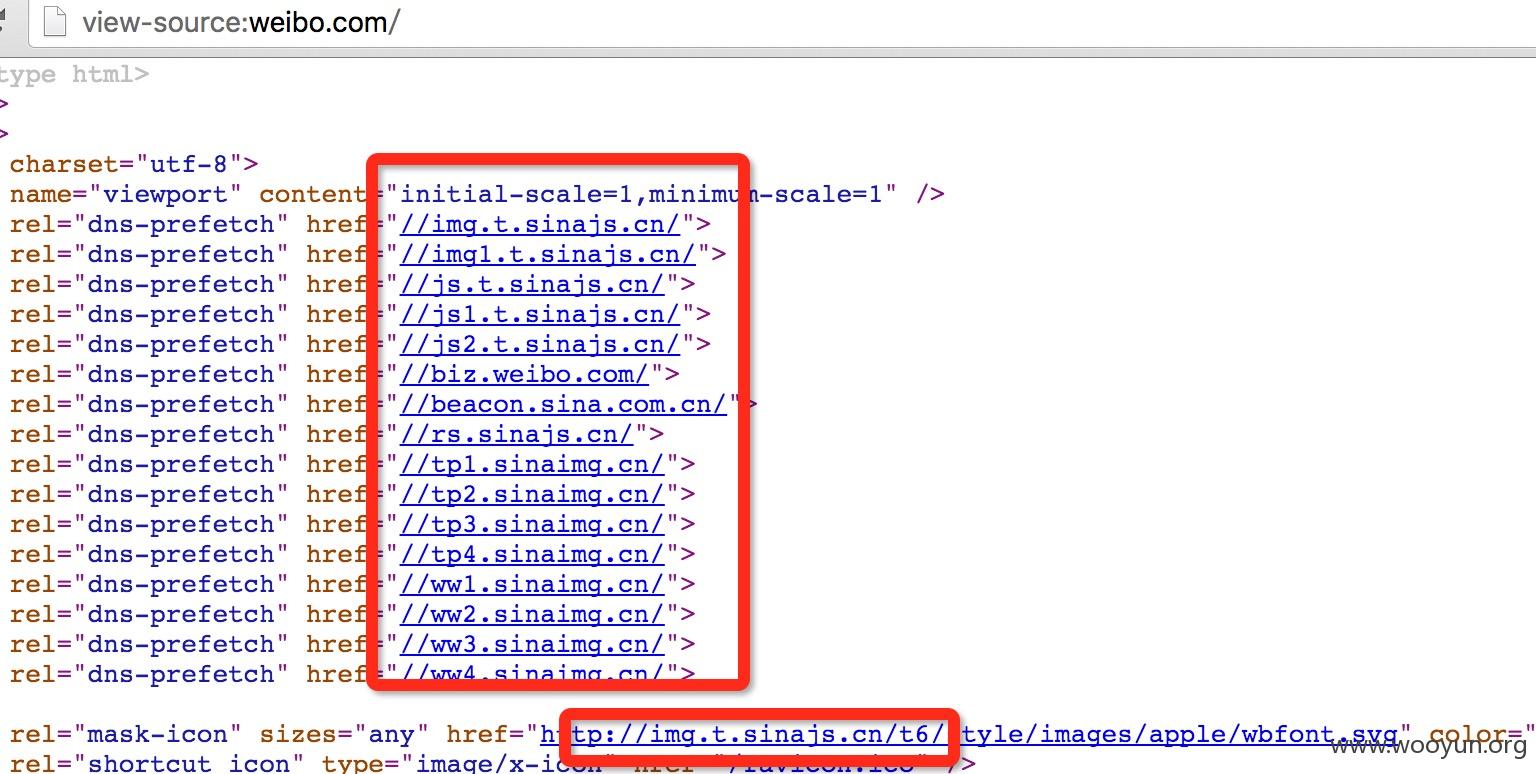 view-source:weibo.com/
type html>
>
>
charset="utf-8">
name="viewport" content="initial-scale=1,minimum-scale=1" />
rel="dns-prefetch" href="//img.t.sinajs.cn/">
rel="dns-prefetch" href="//img1.t.sinajs.cn/">
rel="dns-prefetch" href="//js.t.sinajs.cn/">
rel="dns-prefetch" href="//js1.t.sinajs.cn/">
rel="dns-prefetch" href="//js2.t.sinajs.cn/">
rel="dns-prefetch" href="//biz.weibo.com/">
rel="dns-prefetch" href="//beacon.sina.com.cn/">
rel="dns-prefetch" href="//rs.sinajs.cn/">
rel="dns-prefetch" href="//tp1.sinaimg.cn/">
rel="dns-prefetch" href="//tp2.sinaimg.cn/">
rel="dns-prefetch" href="//tp3.sinaimg.cn/">
rel="dns-prefetch" href="//tp4.sinaimg.cn/">
rel="dns-prefetch" href="//ww1.sinaimg.cn/">
rel="dns-prefetch" href="//ww2.sinaimg.cn/">
rel="dns-prefetch" href="//ww3.sinaimg.cn/">
rel="dns-prefetch" href="//ww4.sinaimg.cn/">
rel="mask-icon" sizes="any" href="http://img.t.sinajs.cn/t6/style/images/apple/wbfont.svg" color="
rel="shortcut icon" type="image/x-icon" href="/favicon.ico" />
www.wooyun.org